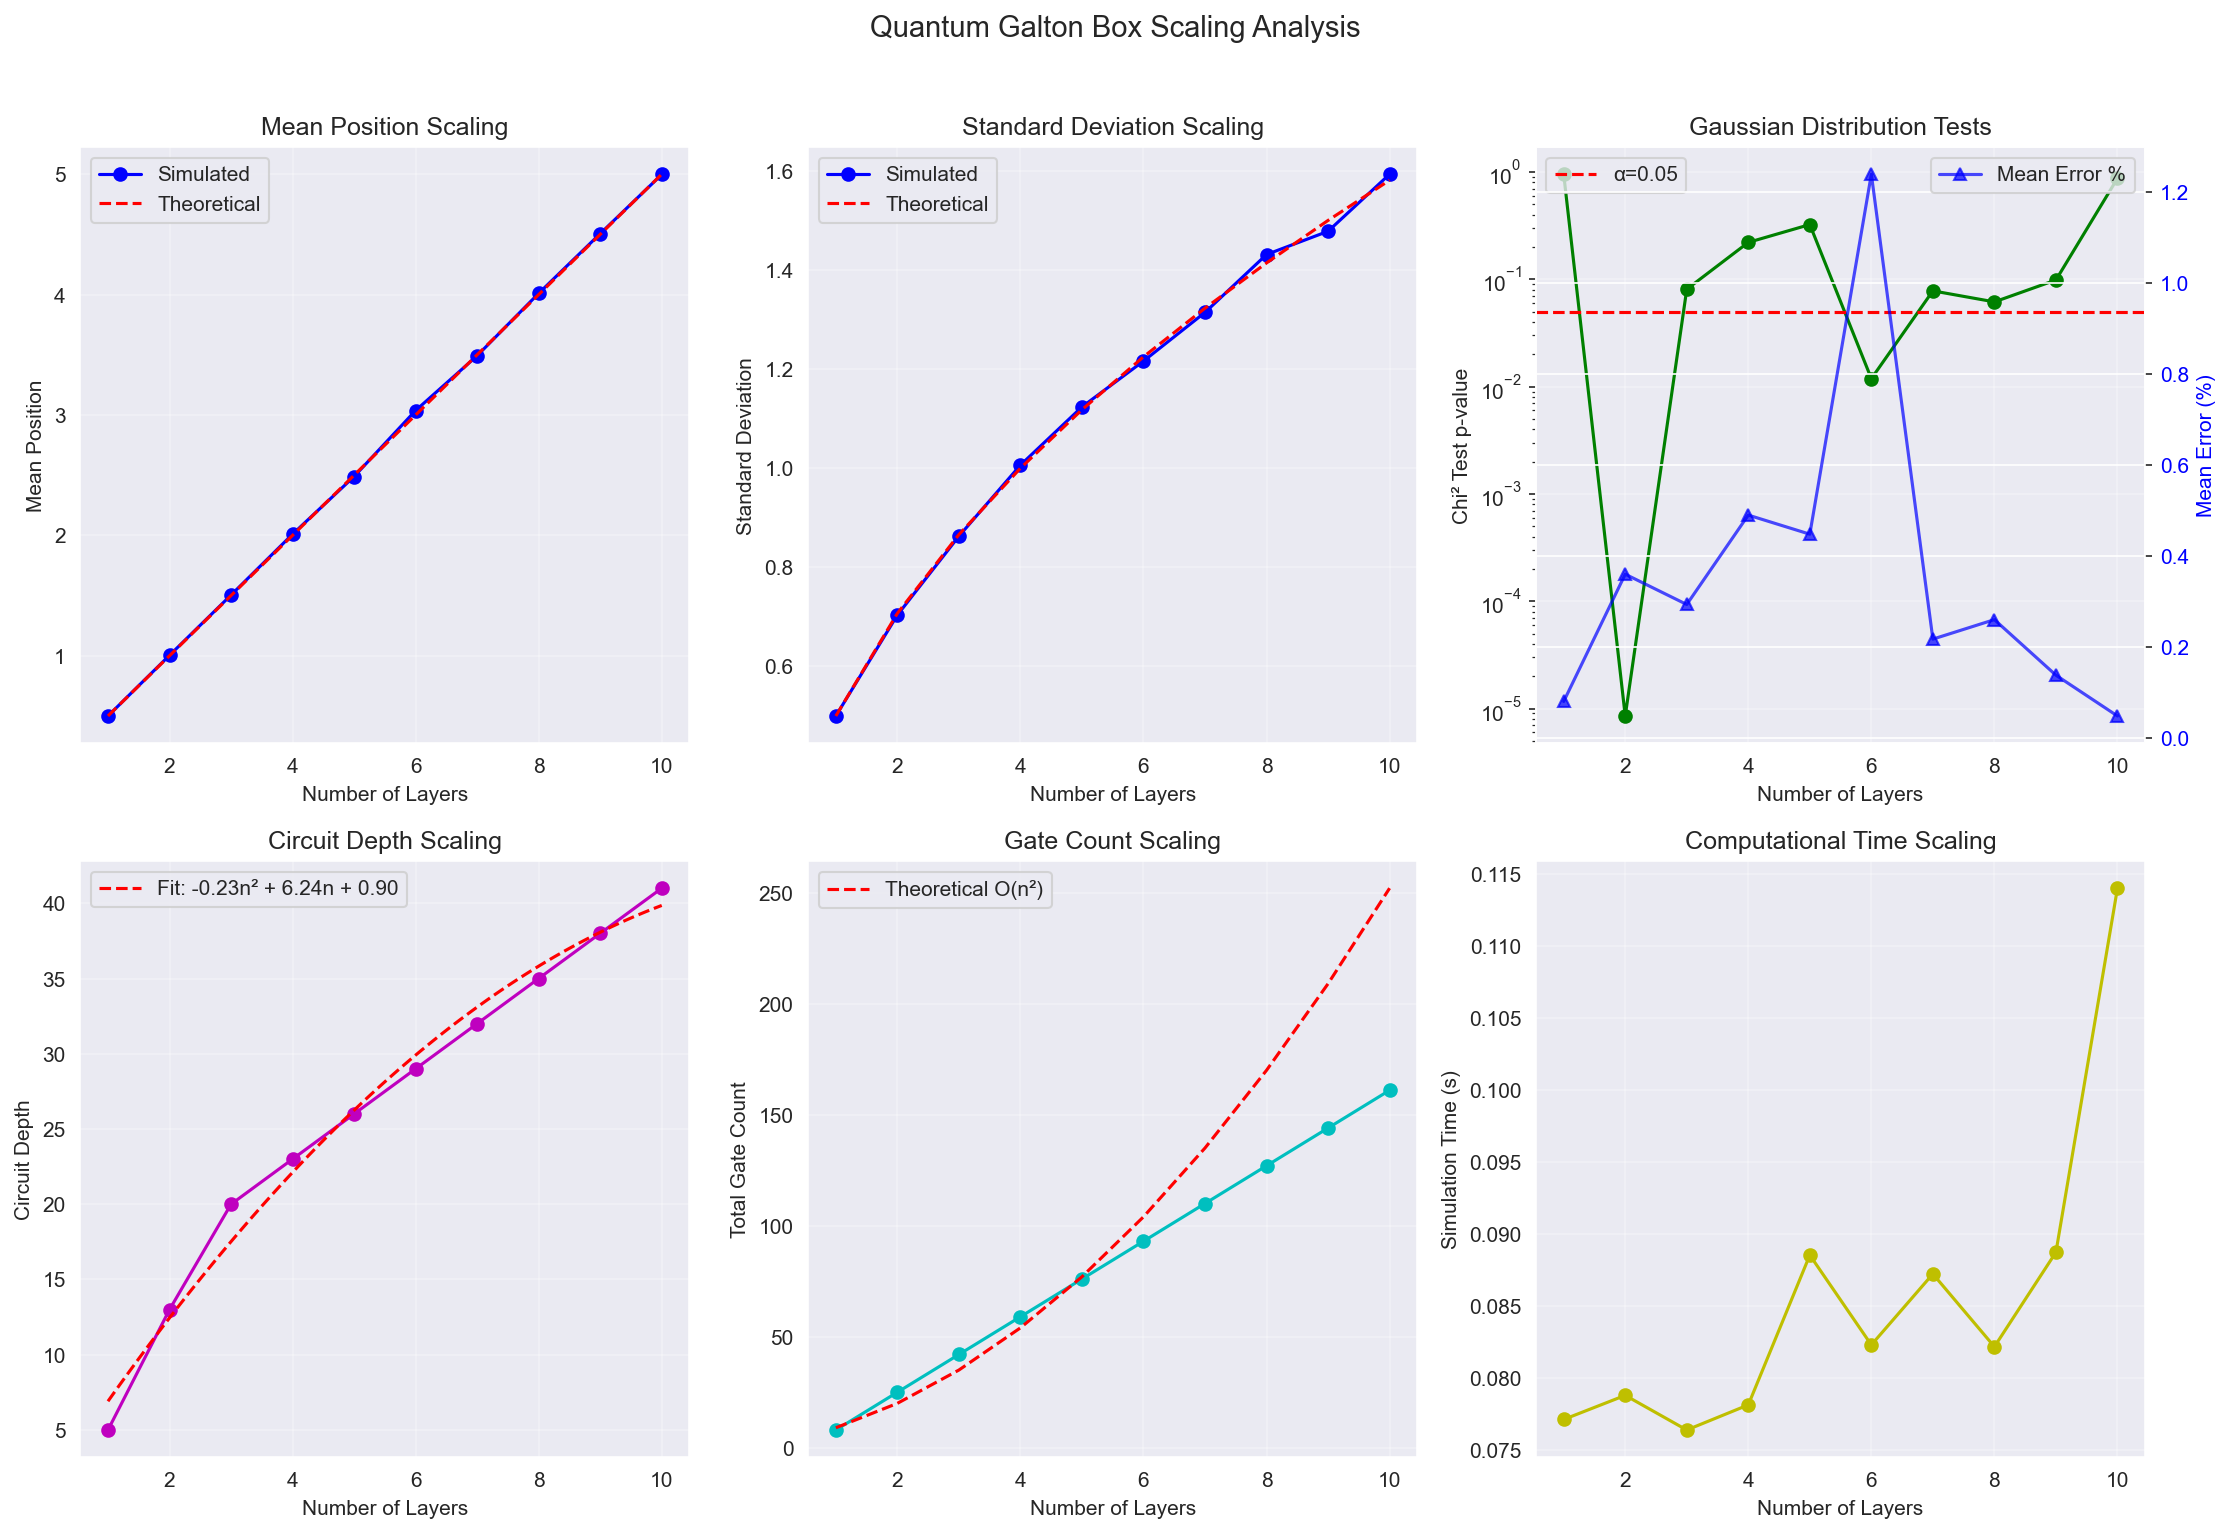 Quantum Galton Box Scaling Analysis
Mean Position Scaling
Simulated
Theoretical
5
4
3
2
1
Mean Position
2 4 6 8 10
Number of Layers
Standard Deviation Scaling
Simulated
Theoretical
1.6
1.4
1.2
1.0
0.8
0.6
Standard Deviation
2 4 6 8 10
Number of Layers
Gaussian Distribution Tests
α=0.05
Mean Error %
10⁰
10⁻¹
10⁻²
10⁻³
10⁻⁴
10⁻⁵
Chi² Test p-value
1.2
1.0
0.8
0.6
0.4
0.2
0.0
Mean Error (%)
2 4 6 8 10
Number of Layers
Circuit Depth Scaling
Fit: -0.23n² + 6.24n + 0.90
40
35
30
25
20
15
10
5
Circuit Depth
2 4 6 8 10
Number of Layers
Gate Count Scaling
Theoretical O(n²)
250
200
150
100
50
0
Total Gate Count
2 4 6 8 10
Number of Layers
Computational Time Scaling
0.115
0.110
0.105
0.100
0.095
0.090
0.085
0.080
0.075
Simulation Time (s)
2 4 6 8 10
Number of Layers